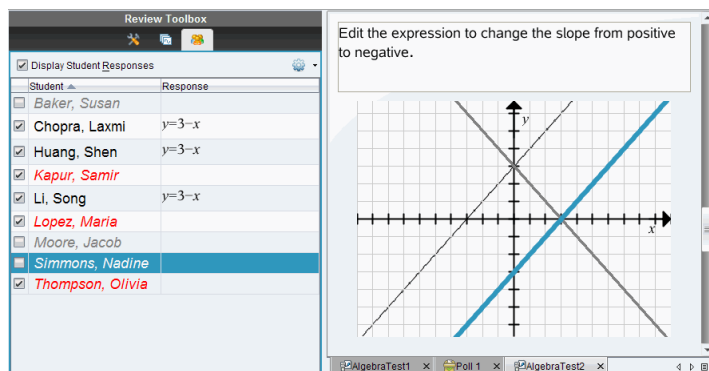 Review Toolbox
Display Student Responses
Student Response
Baker, Susan
Chopra, Laxmi y=3−x
Huang, Shen y=3−x
Kapur, Samir
Li, Song y=3−x
Lopez, Maria
Moore, Jacob
Simmons, Nadine
Thompson, Olivia
Edit the expression to change the slope from positive
to negative.
y
x
AlgebraTest1 Poll 1 AlgebraTest2